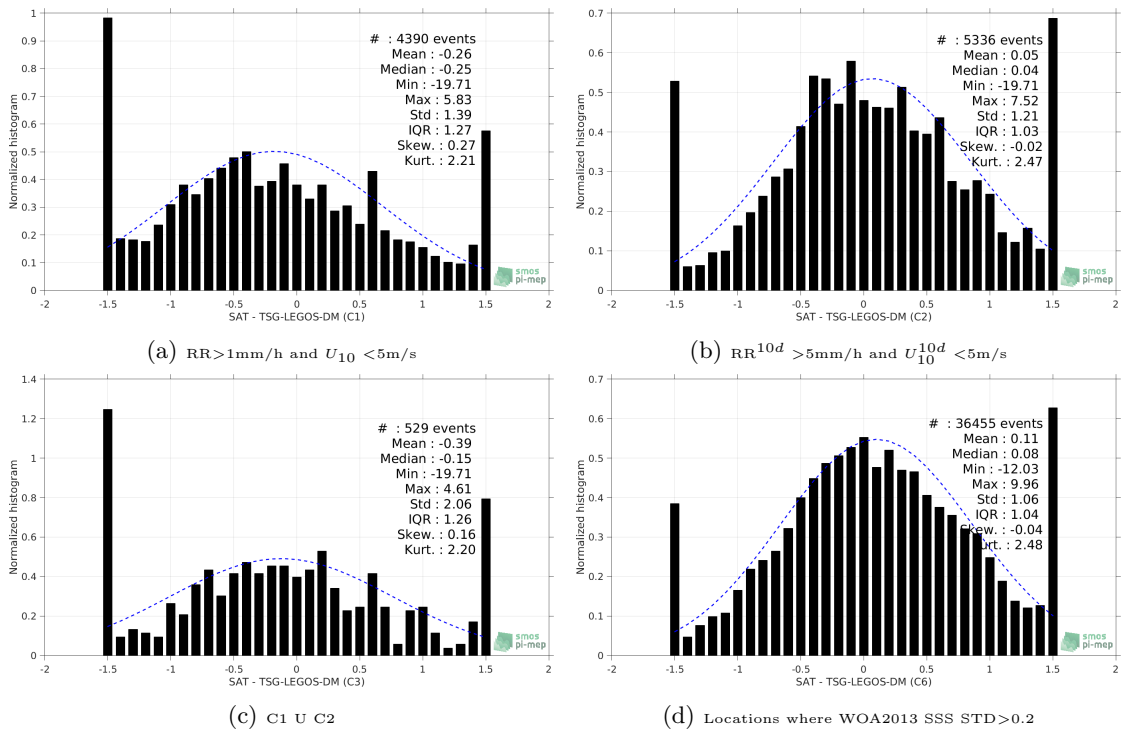 1
0.9
0.8
0.7
0.6
0.5
0.4
0.3
0.2
0.1
0
Normalized histogram
# : 4390 events
Mean : -0.26
Median : -0.25
Min : -19.71
Max : 5.83
Std : 1.39
IQR : 1.27
Skew. : 0.27
Kurt. : 2.21
smos
pi-mep
-2 -1.5 -1 -0.5 0 0.5 1 1.5 2
SAT - TSG-LEGOS-DM (C1)
(a) RR>1mm/h and U10 <5m/s
0.7
0.6
0.5
0.4
0.3
0.2
0.1
0
Normalized histogram
# : 5336 events
Mean : 0.05
Median : 0.04
Min : -19.71
Max : 7.52
Std : 1.21
IQR : 1.03
Skew. : -0.02
Kurt. : 2.47
smos
pi-mep
-2 -1.5 -1 -0.5 0 0.5 1 1.5 2
SAT - TSG-LEGOS-DM (C2)
(b) RR10d >5mm/h and U10d10 <5m/s
1.4
1.2
1
0.8
0.6
0.4
0.2
0
Normalized histogram
# : 529 events
Mean : -0.39
Median : -0.15
Min : -19.71
Max : 4.61
Std : 2.06
IQR : 1.26
Skew. : 0.16
Kurt. : 2.20
smos
pi-mep
-2 -1.5 -1 -0.5 0 0.5 1 1.5 2
SAT - TSG-LEGOS-DM (C3)
(c) C1 U C2
0.7
0.6
0.5
0.4
0.3
0.2
0.1
0
Normalized histogram
# : 36455 events
Mean : 0.11
Median : 0.08
Min : -12.03
Max : 9.96
Std : 1.06
IQR : 1.04
Skew. : -0.04
Kurt. : 2.48
smos
pi-mep
-2 -1.5 -1 -0.5 0 0.5 1 1.5 2
SAT - TSG-LEGOS-DM (C6)
(d) Locations where WOA2013 SSS STD>0.2